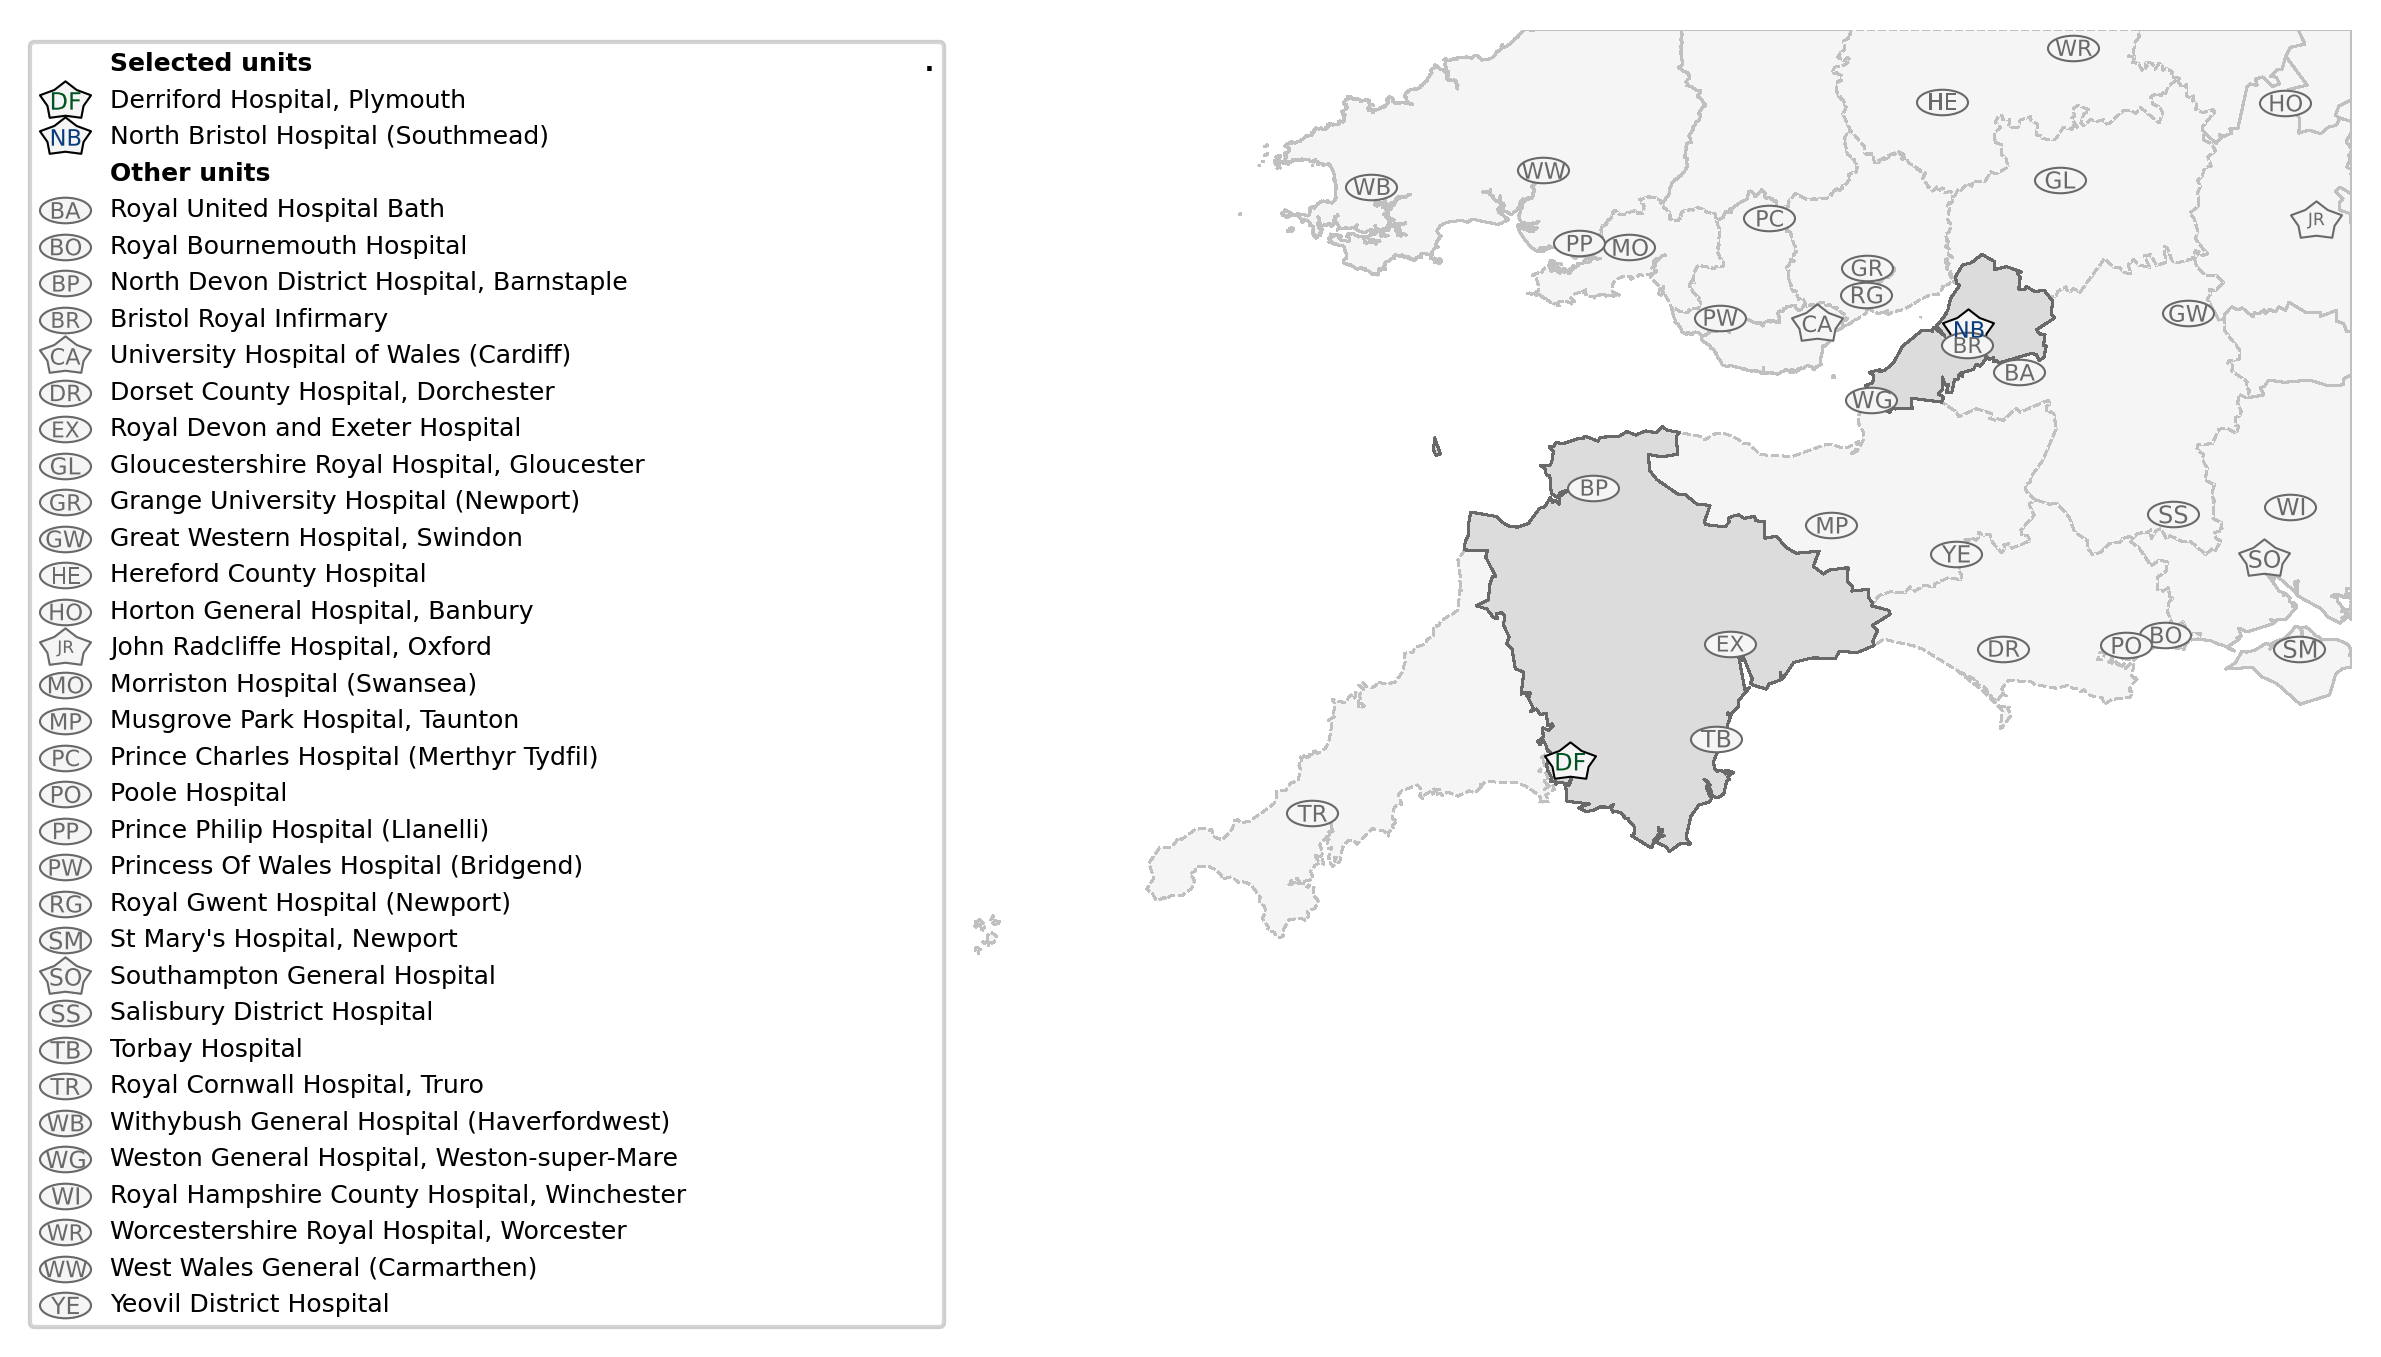 Selected units .
DF Derriford Hospital, Plymouth
NB North Bristol Hospital (Southmead)
Other units
BA Royal United Hospital Bath
BO Royal Bournemouth Hospital
BP North Devon District Hospital, Barnstaple
BR Bristol Royal Infirmary
CA University Hospital of Wales (Cardiff)
DR Dorset County Hospital, Dorchester
EX Royal Devon and Exeter Hospital
GL Gloucestershire Royal Hospital, Gloucester
GR Grange University Hospital (Newport)
GW Great Western Hospital, Swindon
HE Hereford County Hospital
HO Horton General Hospital, Banbury
JR John Radcliffe Hospital, Oxford
MO Morriston Hospital (Swansea)
MP Musgrove Park Hospital, Taunton
PC Prince Charles Hospital (Merthyr Tydfil)
PO Poole Hospital
PP Prince Philip Hospital (Llanelli)
PW Princess Of Wales Hospital (Bridgend)
RG Royal Gwent Hospital (Newport)
SM St Mary's Hospital, Newport
SO Southampton General Hospital
SS Salisbury District Hospital
TB Torbay Hospital
TR Royal Cornwall Hospital, Truro
WB Withybush General Hospital (Haverfordwest)
WG Weston General Hospital, Weston-super-Mare
WI Royal Hampshire County Hospital, Winchester
WR Worcestershire Royal Hospital, Worcester
WW West Wales General (Carmarthen)
YE Yeovil District Hospital
WR
HE
HO
WW
GL
WB
PC
JR
PP
MO
GR
RG
GW
PW
CA
NB
BR
BA
WG
BP
WI
SS
MP
YE
SO
BO
EX
PO
DR
SM
TB
DF
TR